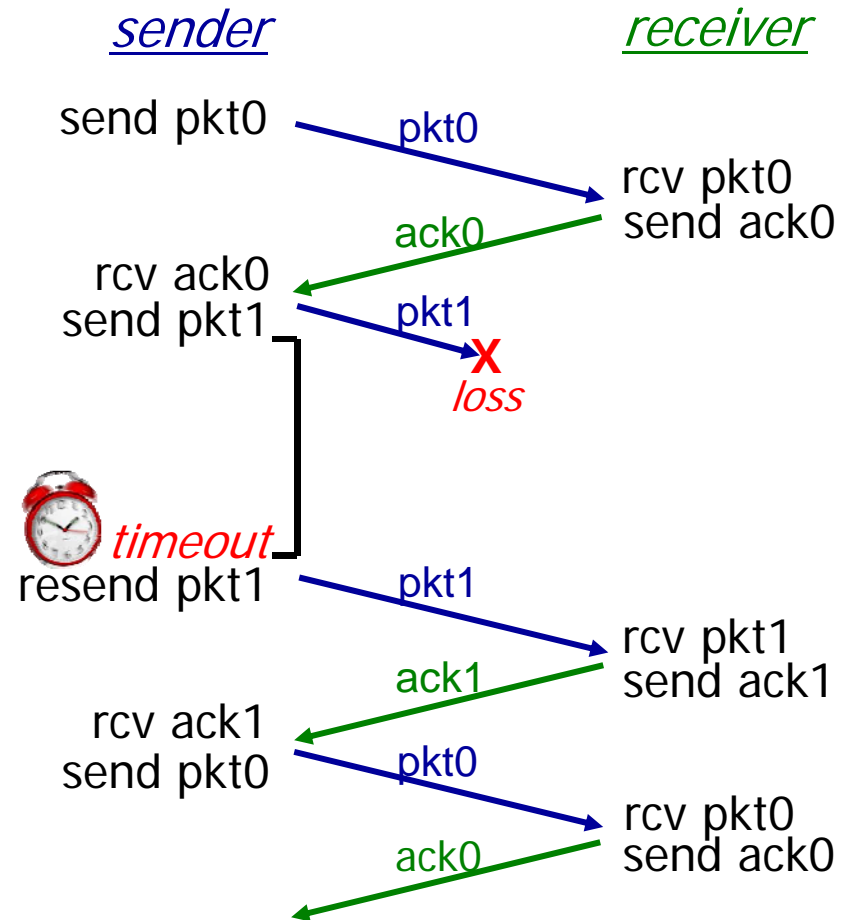 sender
receiver
send pkt0
pkt0
rcv pkt0
send ack0
ack0
rcv ack0
send pkt1
pkt1
X
loss
timeout
resend pkt1
pkt1
rcv pkt1
send ack1
ack1
rcv ack1
send pkt0
pkt0
rcv pkt0
send ack0
ack0